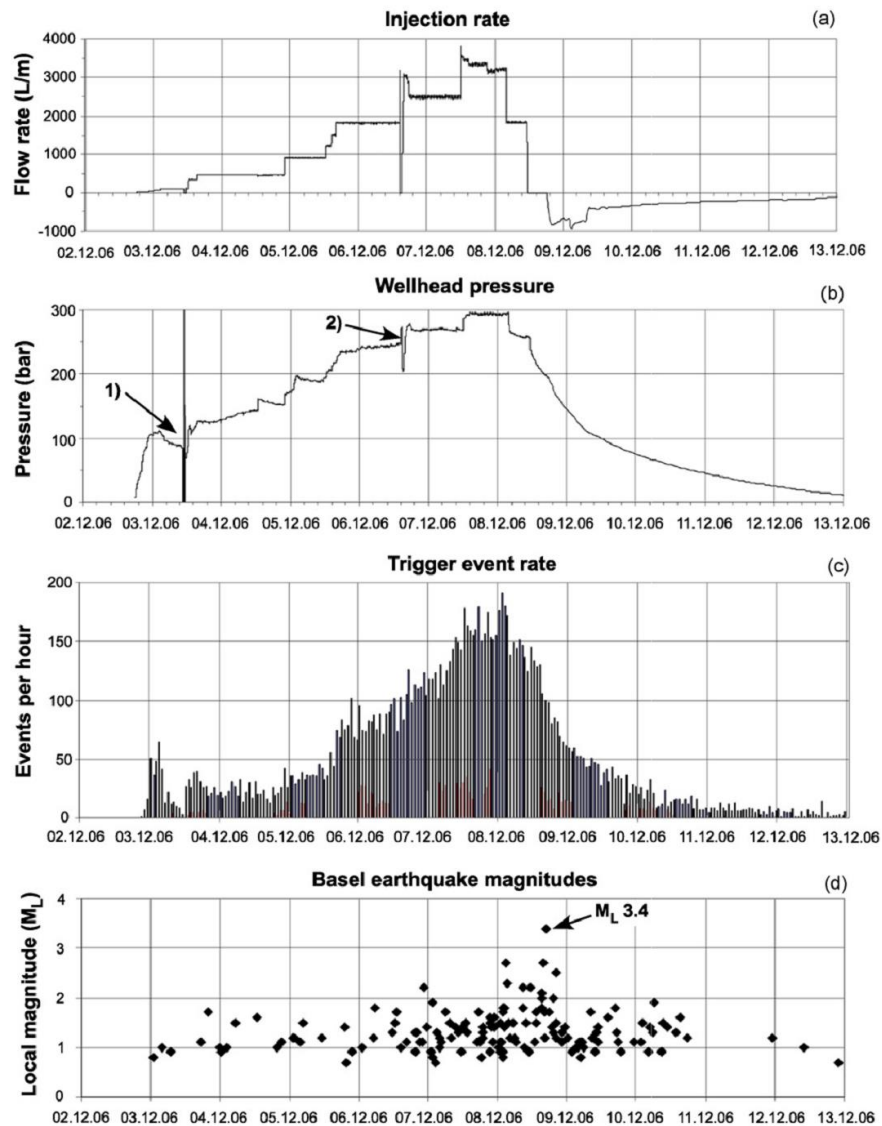 Injection rate
(a)
Flow rate (L/m)
4000
3000
2000
1000
0
-1000
02.12.06 03.12.06 04.12.06 05.12.06 06.12.06 07.12.06 08.12.06 09.12.06 10.12.06 11.12.06 12.12.06 13.12.06
Wellhead pressure
(b)
Pressure (bar)
300
200
100
0
1)
2)
02.12.06 03.12.06 04.12.06 05.12.06 06.12.06 07.12.06 08.12.06 09.12.06 10.12.06 11.12.06 12.12.06 13.12.06
Trigger event rate
(c)
Events per hour
200
150
100
50
0
02.12.06 03.12.06 04.12.06 05.12.06 06.12.06 07.12.06 08.12.06 09.12.06 10.12.06 11.12.06 12.12.06 13.12.06
Basel earthquake magnitudes
(d)
Local magnitude (ML)
4
3
2
1
0
ML 3.4
02.12.06 03.12.06 04.12.06 05.12.06 06.12.06 07.12.06 08.12.06 09.12.06 10.12.06 11.12.06 12.12.06 13.12.06